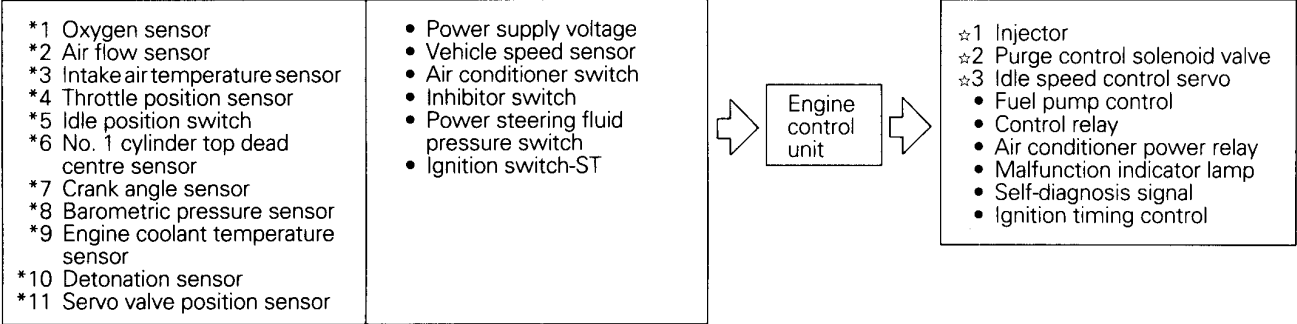 *1 Oxygen sensor
*2 Air flow sensor
*3 Intake air temperature sensor
*4 Throttle position sensor
*5 Idle position switch
*6 No. 1 cylinder top dead
centre sensor
*7 Crank angle sensor
*8 Barometric pressure sensor
*9 Engine coolant temperature
sensor
*10 Detonation sensor
*11 Servo valve position sensor
• Power supply voltage
• Vehicle speed sensor
• Air conditioner switch
• Inhibitor switch
• Power steering fluid
pressure switch
• Ignition switch-ST
Engine
control
unit
☆1 Injector
☆2 Purge control solenoid valve
☆3 Idle speed control servo
• Fuel pump control
• Control relay
• Air conditioner power relay
• Malfunction indicator lamp
• Self-diagnosis signal
• Ignition timing control